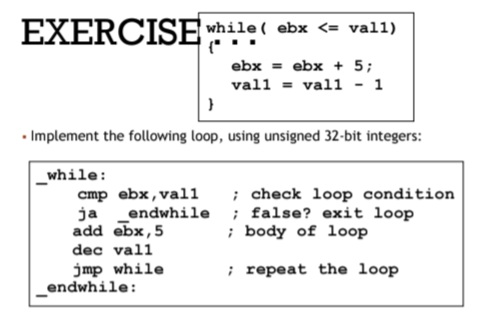 EXERCISE...
while( ebx <= val1)
{
ebx = ebx + 5;
val1 = val1 - 1
}
▪ Implement the following loop, using unsigned 32-bit integers:
_while:
cmp ebx,val1 ; check loop condition
ja _endwhile ; false? exit loop
add ebx,5 ; body of loop
dec val1
jmp while ; repeat the loop
_endwhile: